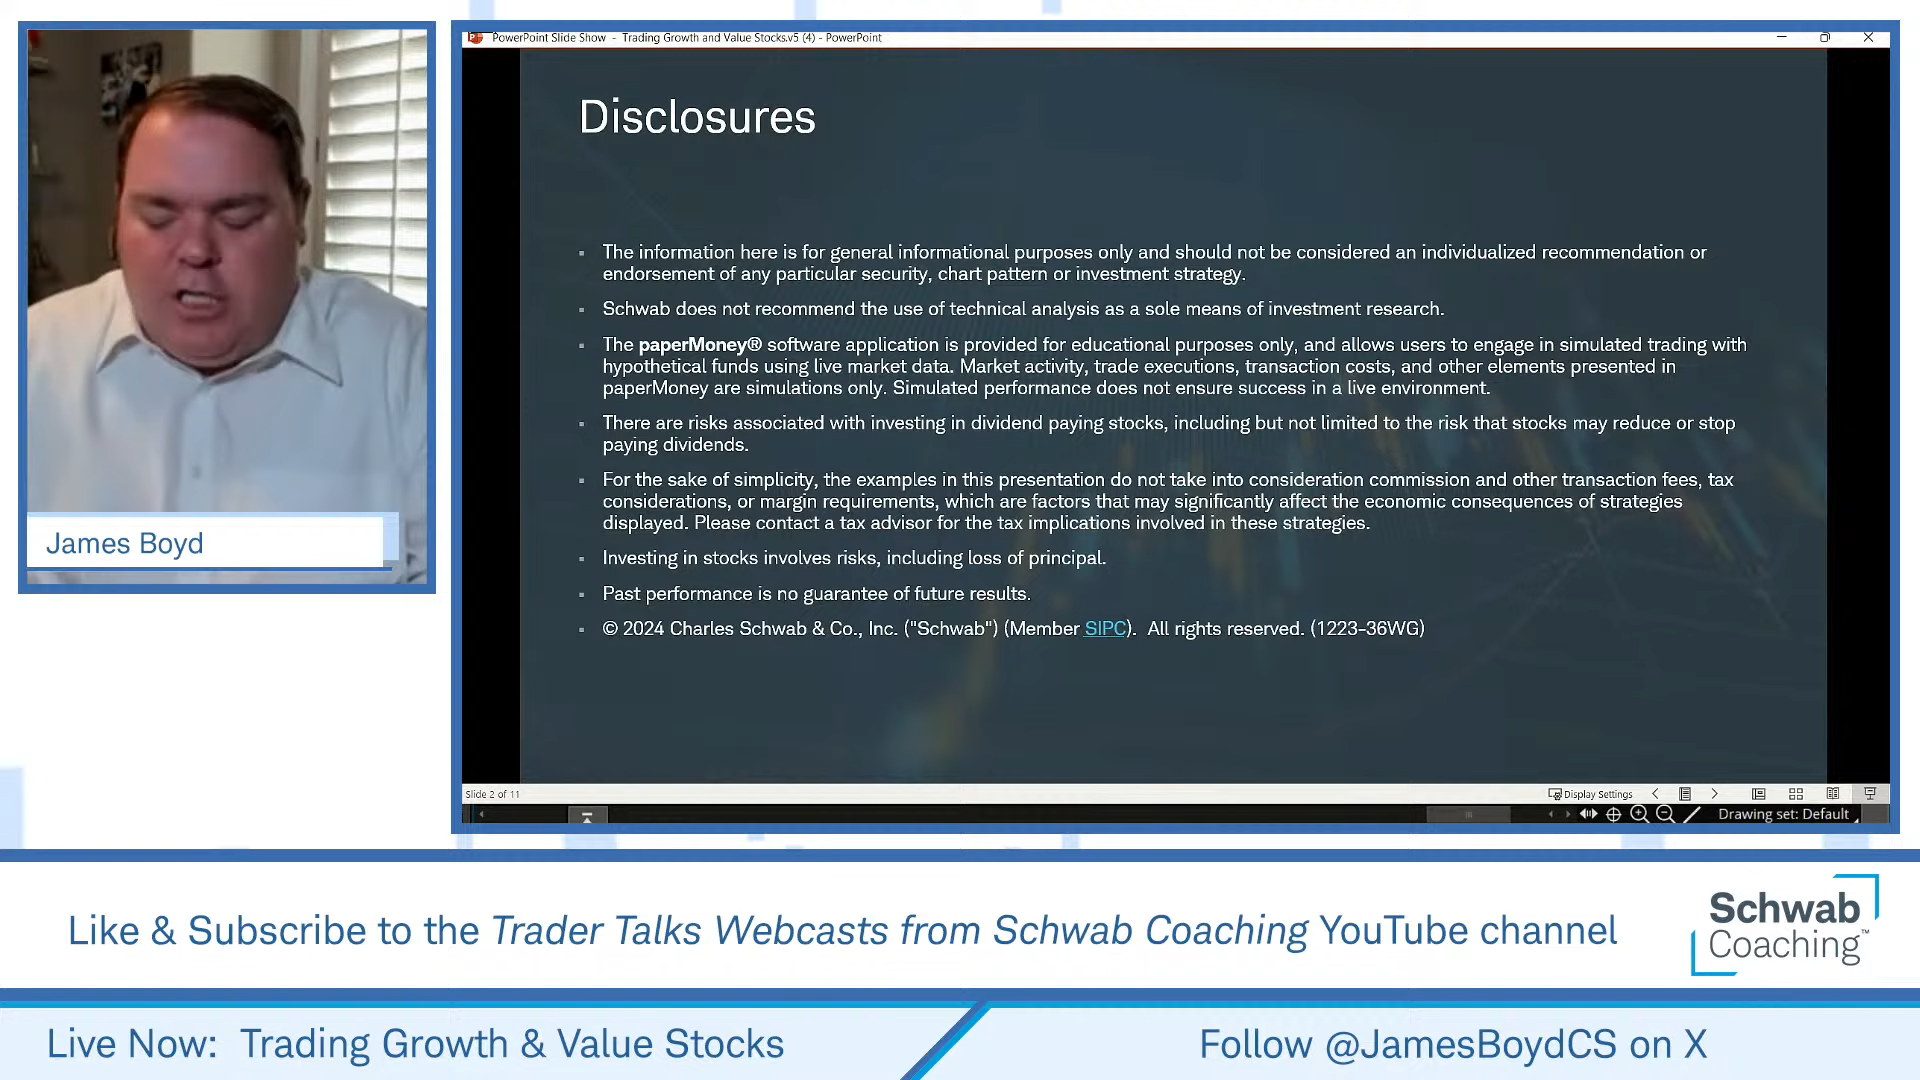 PowerPoint Slide Show - Trading Growth and Value Stocks.v5 (4) - PowerPoint
Disclosures
▪ The information here is for general informational purposes only and should not be considered an individualized recommendation or
endorsement of any particular security, chart pattern or investment strategy.
▪ Schwab does not recommend the use of technical analysis as a sole means of investment research.
▪ The paperMoney® software application is provided for educational purposes only, and allows users to engage in simulated trading with
hypothetical funds using live market data. Market activity, trade executions, transaction costs, and other elements presented in
paperMoney are simulations only. Simulated performance does not ensure success in a live environment.
▪ There are risks associated with investing in dividend paying stocks, including but not limited to the risk that stocks may reduce or stop
paying dividends.
▪ For the sake of simplicity, the examples in this presentation do not take into consideration commission and other transaction fees, tax
considerations, or margin requirements, which are factors that may significantly affect the economic consequences of strategies
displayed. Please contact a tax advisor for the tax implications involved in these strategies.
▪ Investing in stocks involves risks, including loss of principal.
▪ Past performance is no guarantee of future results.
▪ © 2024 Charles Schwab & Co., Inc. ("Schwab") (Member SIPC). All rights reserved. (1223-36WG)
James Boyd
Slide 2 of 11
Display Settings
Drawing set: Default
Like & Subscribe to the Trader Talks Webcasts from Schwab Coaching YouTube channel
Schwab
Coaching™
Live Now: Trading Growth & Value Stocks
Follow @JamesBoydCS on X